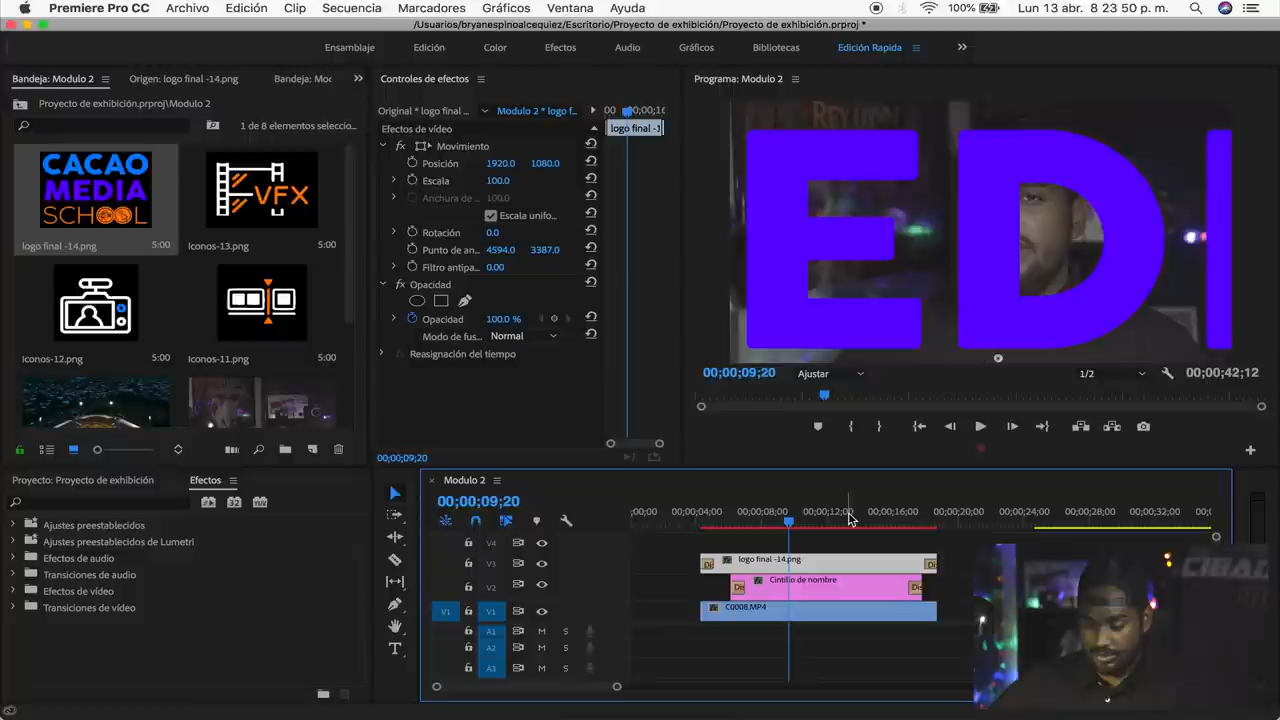 Premiere Pro CC Archivo Edición Clip Secuencia Marcadores Gráficos Ventana Ayuda 100% Lun 13 abr. 8 23 50 p. m.
/Usuarios/bryanespinoalcequiez/Escritorio/Proyecto de exhibición/Proyecto de exhibición.prproj *
Ensamblaje Edición Color Efectos Audio Gráficos Bibliotecas Edición Rapida
Bandeja: Modulo 2 Origen: logo final -14.png Bandeja: Moc
Proyecto de exhibición.prproj\Modulo 2
1 de 8 elementos seleccio...
CACAO
MEDIA
SCHOOL
VFX
logo final -14.png 5:00 Iconos-13.png 5:00
Iconos-12.png 5:00 Iconos-11.png 5:00
Controles de efectos
Original * logo final ... Modulo 2 * logo f...
Efectos de vídeo logo final -1
fx Movimiento
Posición 1920.0 1080.0
Escala 100.0
Anchura de ... 100.0
Escala unifo...
Rotación 0.0
Punto de an... 4594.0 3387.0
Filtro antipa... 0.00
fx Opacidad
Opacidad 100.0 %
Modo de fus... Normal
Reasignación del tiempo
00;00;09;20
Programa: Modulo 2
ED
00;00;09;20 Ajustar 1/2 00;00;42;12
Proyecto: Proyecto de exhibición Efectos
Ajustes preestablecidos
Ajustes preestablecidos de Lumetri
Efectos de audio
Transiciones de audio
Efectos de vídeo
Transiciones de vídeo
Modulo 2
00;00;09;20
;00;00 00;00;04;00 00;00;08;00 00;00;12;00 00;00;16;00 00;00;20;00 00;00;24;00 00;00;28;00 00;00;32;00
V4
V3 logo final -14.png
V2 Cintillo de nombre
V1 V1 C0008.MP4
A1 M S
A2 M S
A3 M S